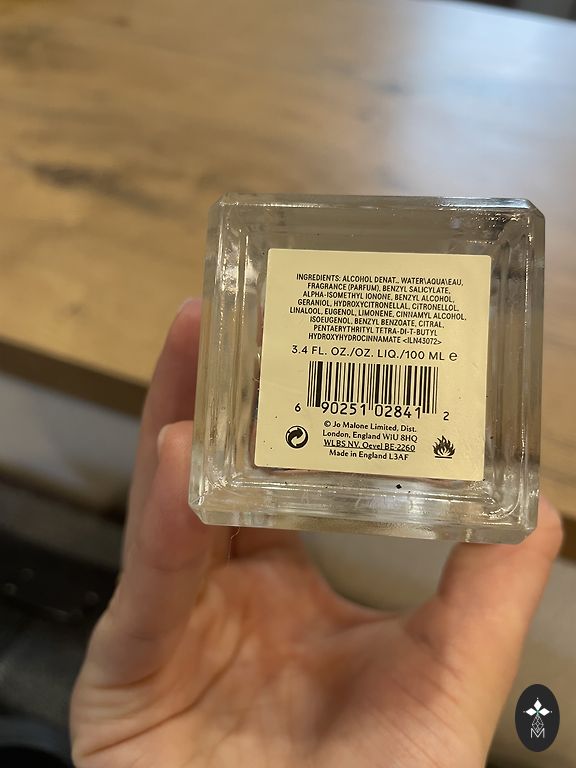 INGREDIENTS: ALCOHOL DENAT., WATER\AQUA\EAU,
FRAGRANCE (PARFUM), BENZYL SALICYLATE,
ALPHA-ISOMETHYL IONONE, BENZYL ALCOHOL,
GERANIOL, HYDROXYCITRONELLAL, CITRONELLOL,
LINALOOL, EUGENOL, LIMONENE, CINNAMYL ALCOHOL,
ISOEUGENOL, BENZYL BENZOATE, CITRAL,
PENTAERYTHRITYL TETRA-DI-T-BUTYL
HYDROXYHYDROCINNAMATE <ILN43072>
3.4 FL. OZ./OZ. LIQ./100 ML ℮
6 90251 02841 2
© Jo Malone Limited, Dist.
London, England W1U 8HQ
WLBS NV. Oevel BE-2260
Made in England L3AF
M